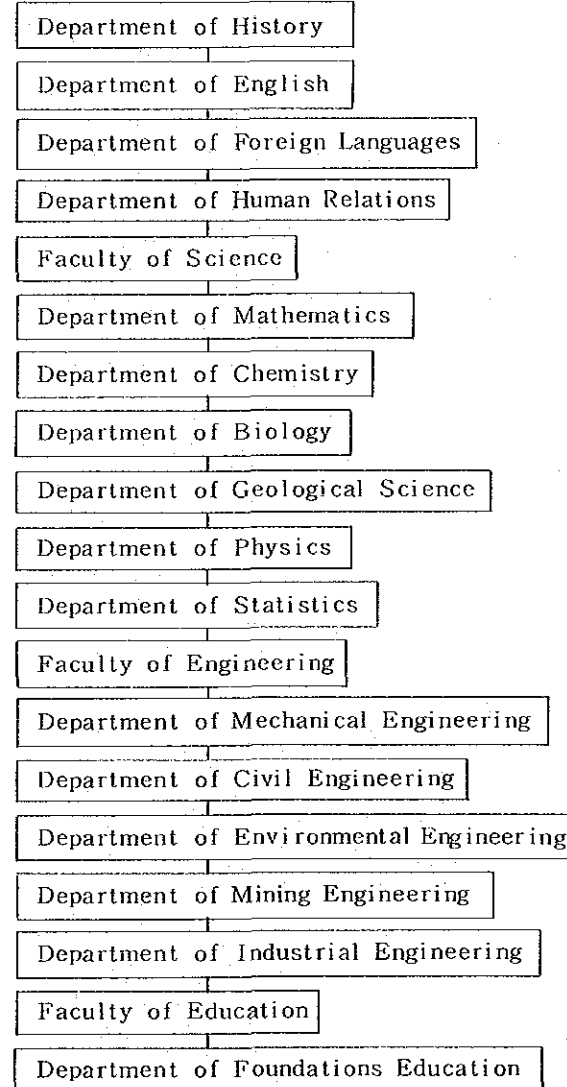 Department of History
Department of English
Department of Foreign Languages
Department of Human Relations
Faculty of Science
Department of Mathematics
Department of Chemistry
Department of Biology
Department of Geological Science
Department of Physics
Department of Statistics
Faculty of Engineering
Department of Mechanical Engineering
Department of Civil Engineering
Department of Environmental Engineering
Department of Mining Engineering
Department of Industrial Engineering
Faculty of Education
Department of Foundations Education